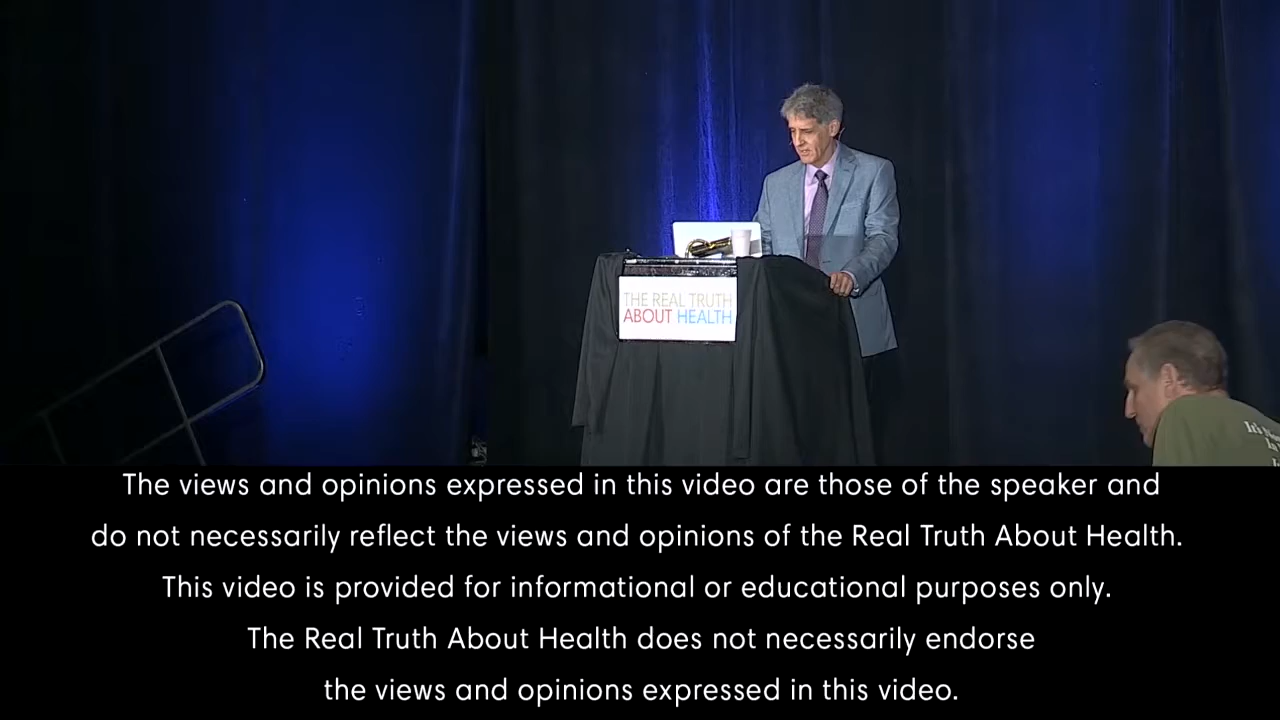 THE REAL TRUTH
ABOUT HEALTH
It's
The views and opinions expressed in this video are those of the speaker and
do not necessarily reflect the views and opinions of the Real Truth About Health.
This video is provided for informational or educational purposes only.
The Real Truth About Health does not necessarily endorse
the views and opinions expressed in this video.